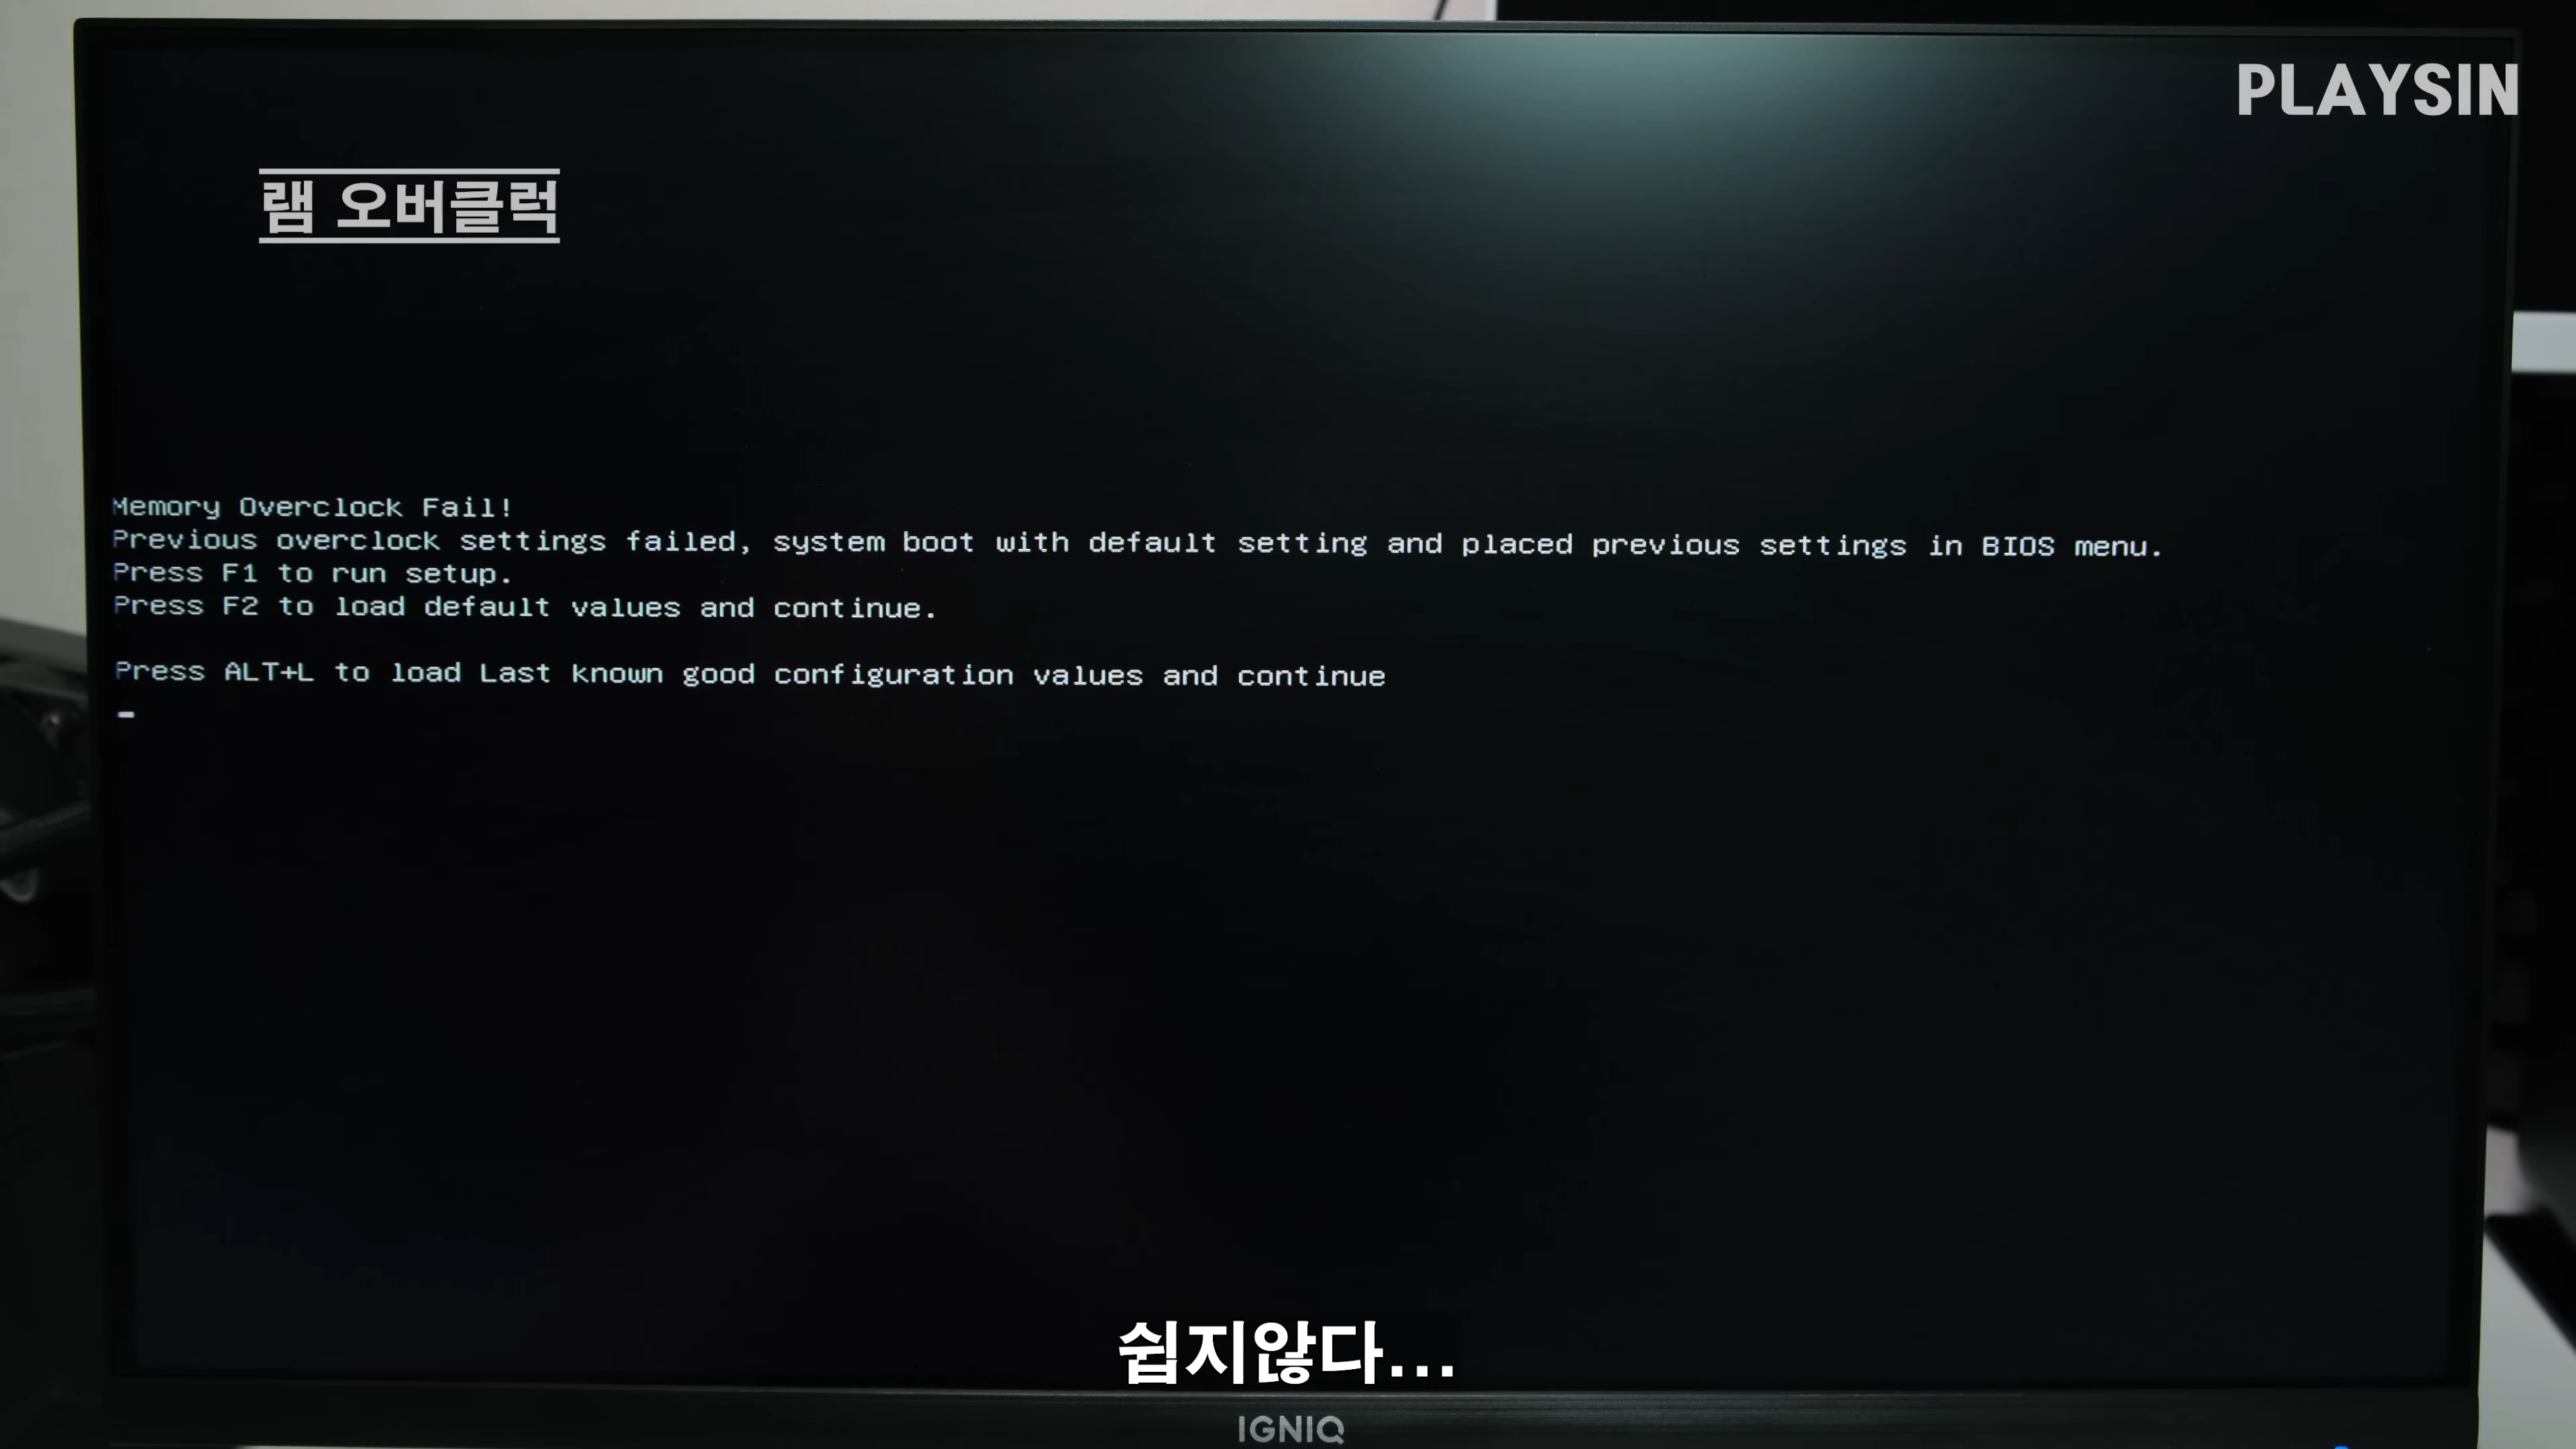 PLAYSIN
램 오버클럭
Memory Overclock Fail!
Previous overclock settings failed, system boot with default setting and placed previous settings in BIOS menu.
Press F1 to run setup.
Press F2 to load default values and continue.
Press ALT+L to load Last known good configuration values and continue
쉽지않다...
IGNIQ